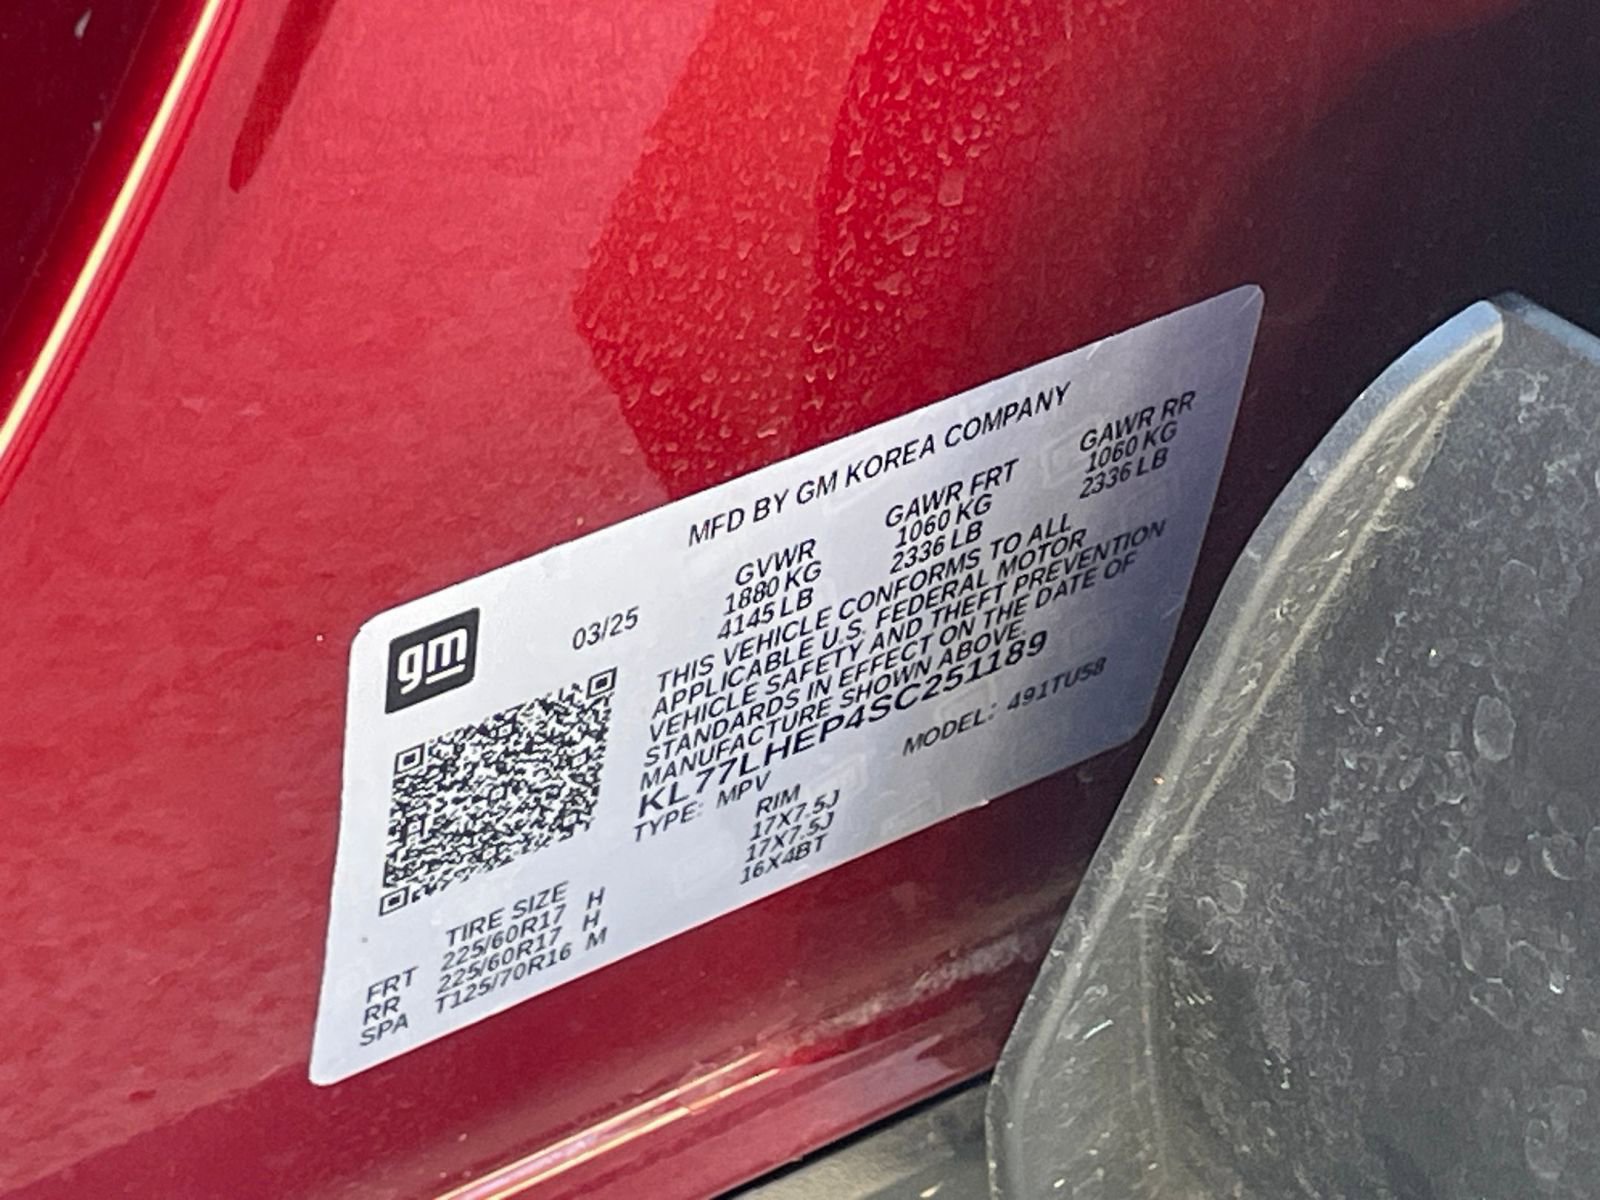 MFD BY GM KOREA COMPANY
gm
03/25
GVWR GAWR FRT GAWR RR
1880 KG 1060 KG 1060 KG
4145 LB 2336 LB 2336 LB
THIS VEHICLE CONFORMS TO ALL
APPLICABLE U.S. FEDERAL MOTOR
VEHICLE SAFETY AND THEFT PREVENTION
STANDARDS IN EFFECT ON THE DATE OF
MANUFACTURE SHOWN ABOVE.
KL77LHEP4SC251189
TYPE: MPV MODEL: 491TU58
TIRE SIZE RIM
FRT 225/60R17 H 17X7.5J
RR 225/60R17 H 17X7.5J
SPA T125/70R16 M 16X4BT